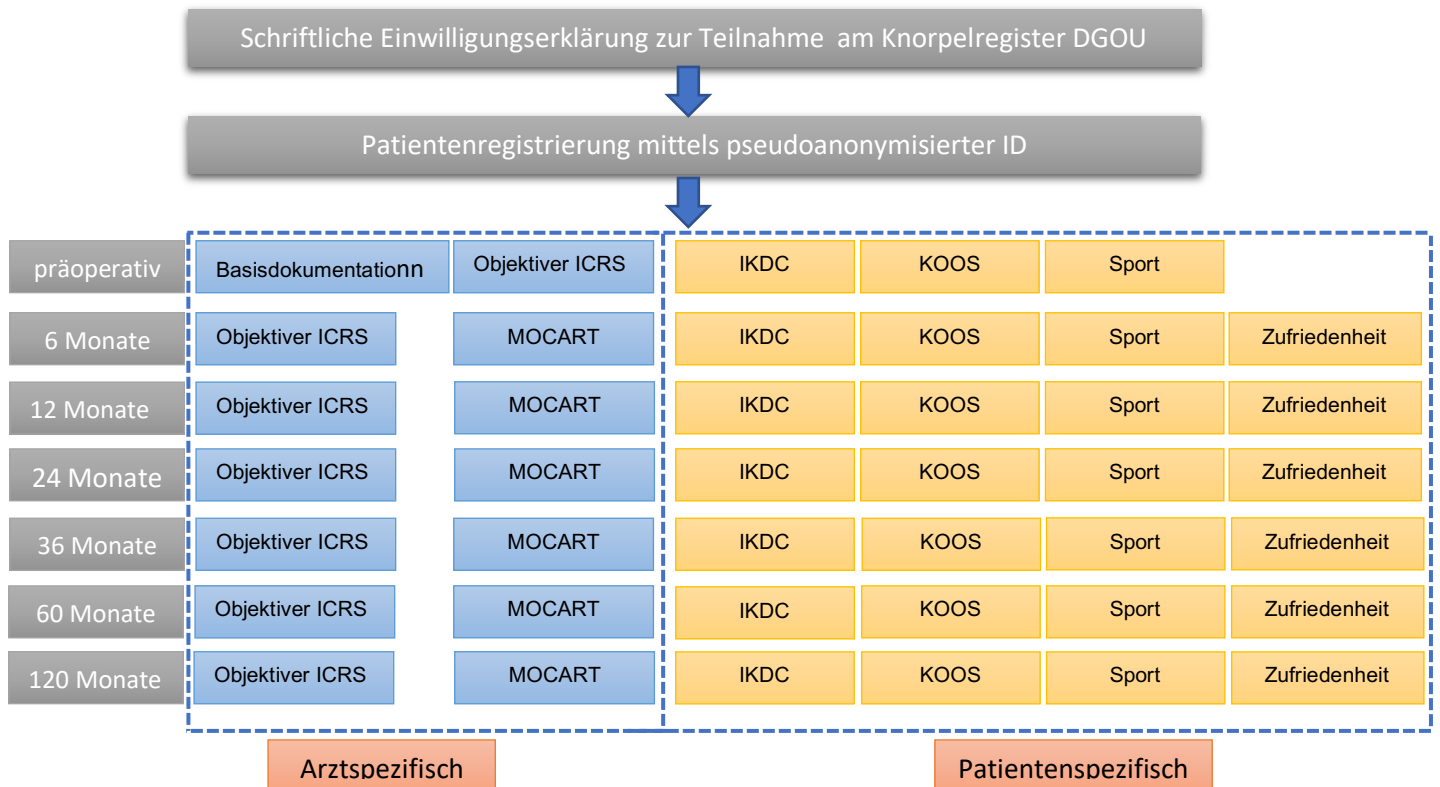 Schriftliche Einwilligungserklärung zur Teilnahme am Knorpelregister DGOU
Patientenregistrierung mittels pseudoanonymisierter ID
präoperativ Basisdokumentationn Objektiver ICRS IKDC KOOS Sport
6 Monate Objektiver ICRS MOCART IKDC KOOS Sport Zufriedenheit
12 Monate Objektiver ICRS MOCART IKDC KOOS Sport Zufriedenheit
24 Monate Objektiver ICRS MOCART IKDC KOOS Sport Zufriedenheit
36 Monate Objektiver ICRS MOCART IKDC KOOS Sport Zufriedenheit
60 Monate Objektiver ICRS MOCART IKDC KOOS Sport Zufriedenheit
120 Monate Objektiver ICRS MOCART IKDC KOOS Sport Zufriedenheit
Arztspezifisch Patientenspezifisch